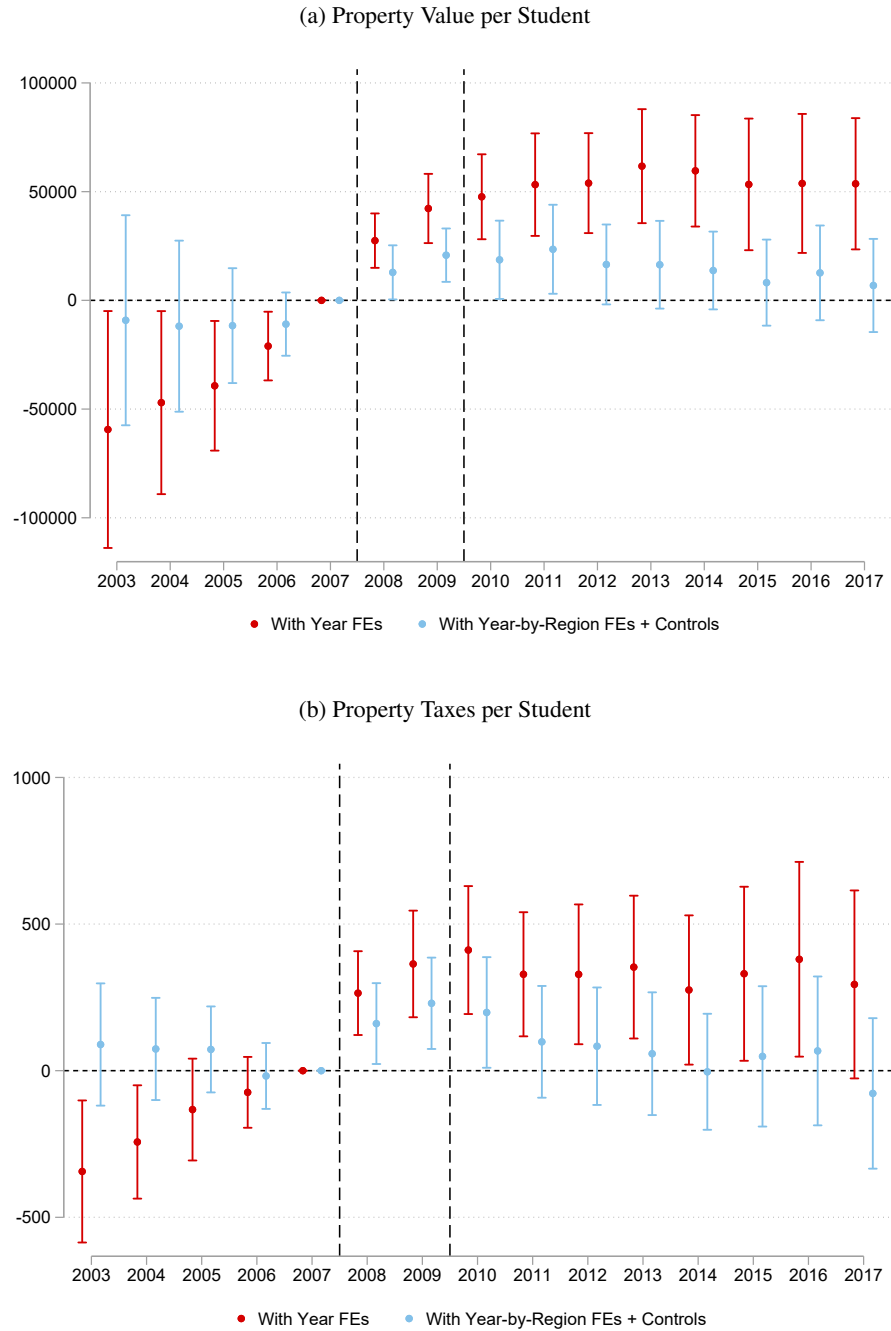 (a) Property Value per Student
100000
50000
0
-50000
-100000
2003 2004 2005 2006 2007 2008 2009 2010 2011 2012 2013 2014 2015 2016 2017
With Year FEs With Year-by-Region FEs + Controls
(b) Property Taxes per Student
1000
500
0
-500
2003 2004 2005 2006 2007 2008 2009 2010 2011 2012 2013 2014 2015 2016 2017
With Year FEs With Year-by-Region FEs + Controls